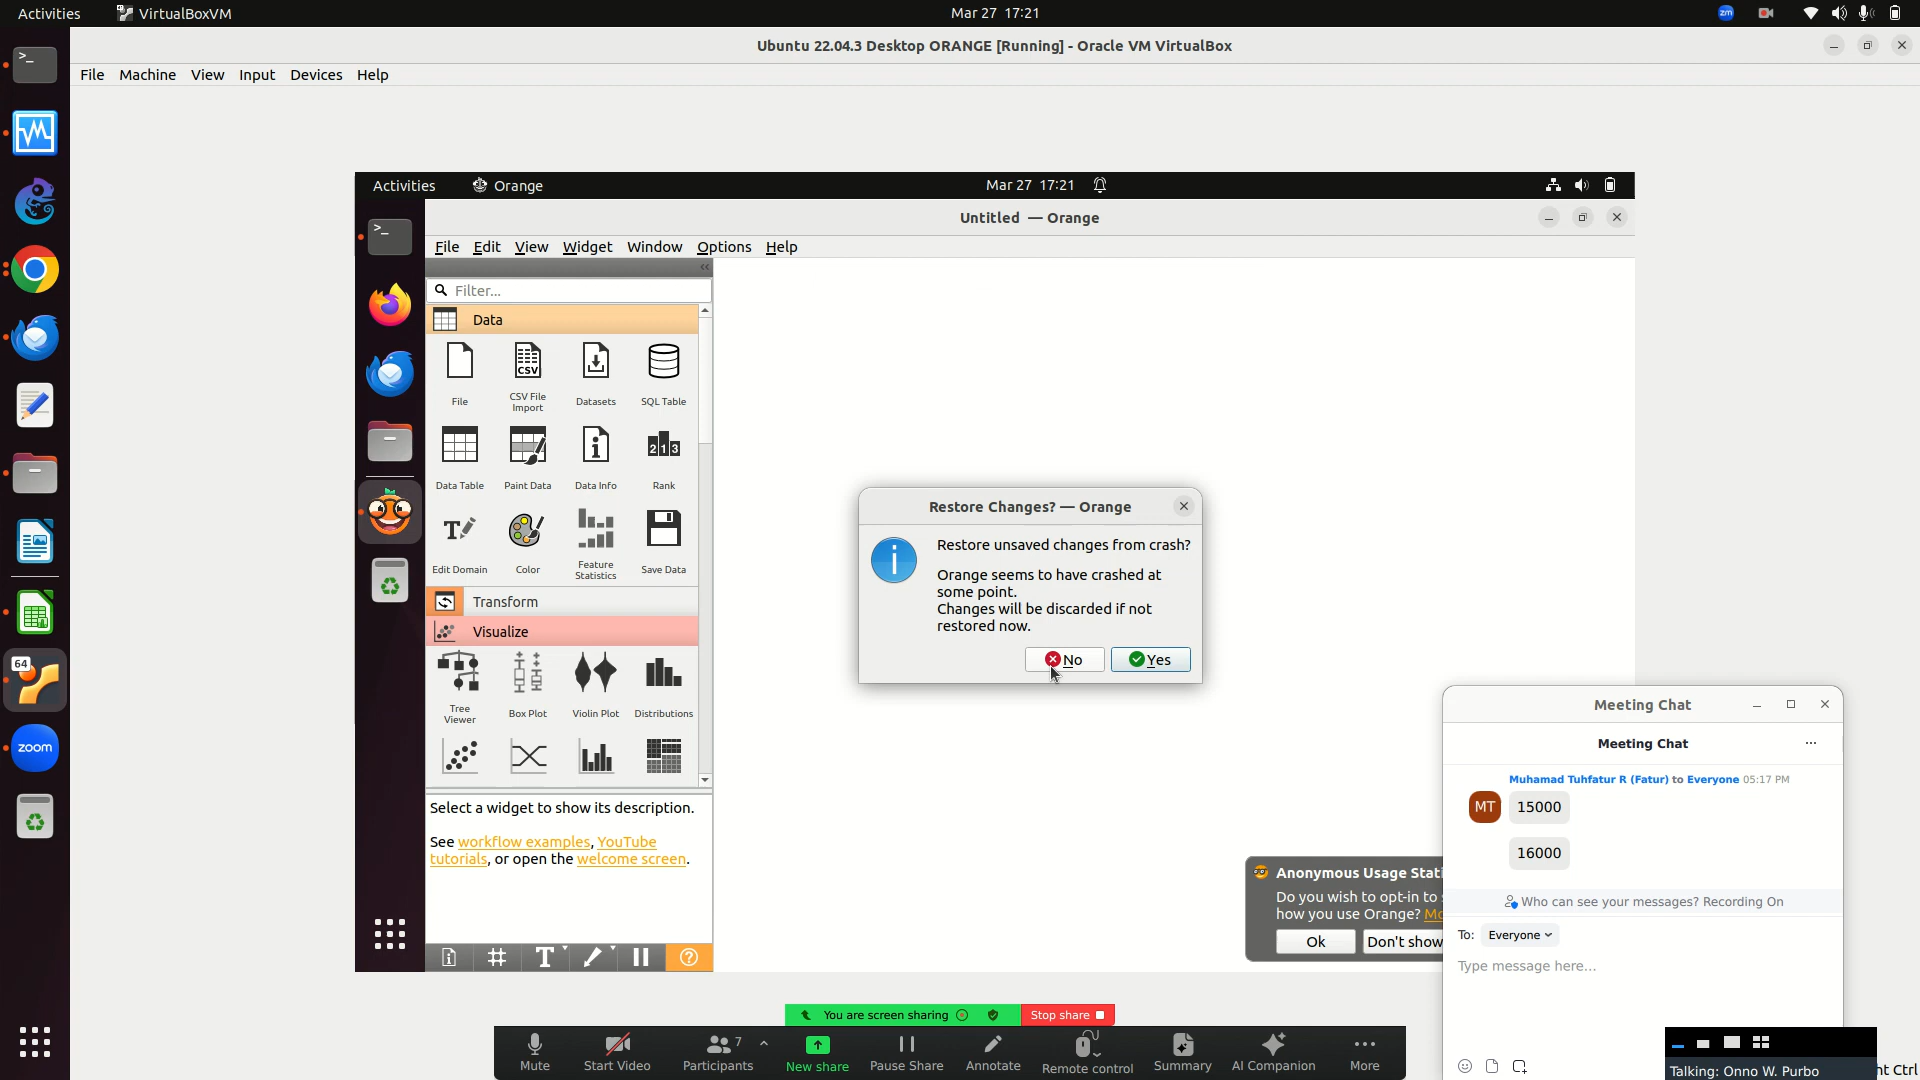 Activities
VirtualBoxVM
Mar 27 17:21
zm
Ubuntu 22.04.3 Desktop ORANGE [Running] - Oracle VM VirtualBox
File Machine View Input Devices Help
Activities
Orange
Mar 27 17:21
Untitled — Orange
File Edit View Widget Window Options Help
Filter...
Data
File
CSV File Import
Datasets
SQL Table
Data Table
Paint Data
Data Info
Rank
Edit Domain
Color
Feature Statistics
Save Data
Transform
Visualize
Tree Viewer
Box Plot
Violin Plot
Distributions
Select a widget to show its description.
See workflow examples, YouTube
tutorials, or open the welcome screen.
Restore Changes? — Orange
Restore unsaved changes from crash?
Orange seems to have crashed at
some point.
Changes will be discarded if not
restored now.
No
Yes
Anonymous Usage Stati
Do you wish to opt-in to
how you use Orange?
Ok
Don't show
Meeting Chat
Meeting Chat
Muhamad Tuhfatur R (Fatur) to Everyone 05:17 PM
MT
15000
16000
Who can see your messages? Recording On
To: Everyone
Type message here...
64
zoom
You are screen sharing
Stop share
Mute
Start Video
Participants 7
New share
Pause Share
Annotate
Remote control
Summary
AI Companion
More
Talking: Onno W. Purbo
ht Ctrl